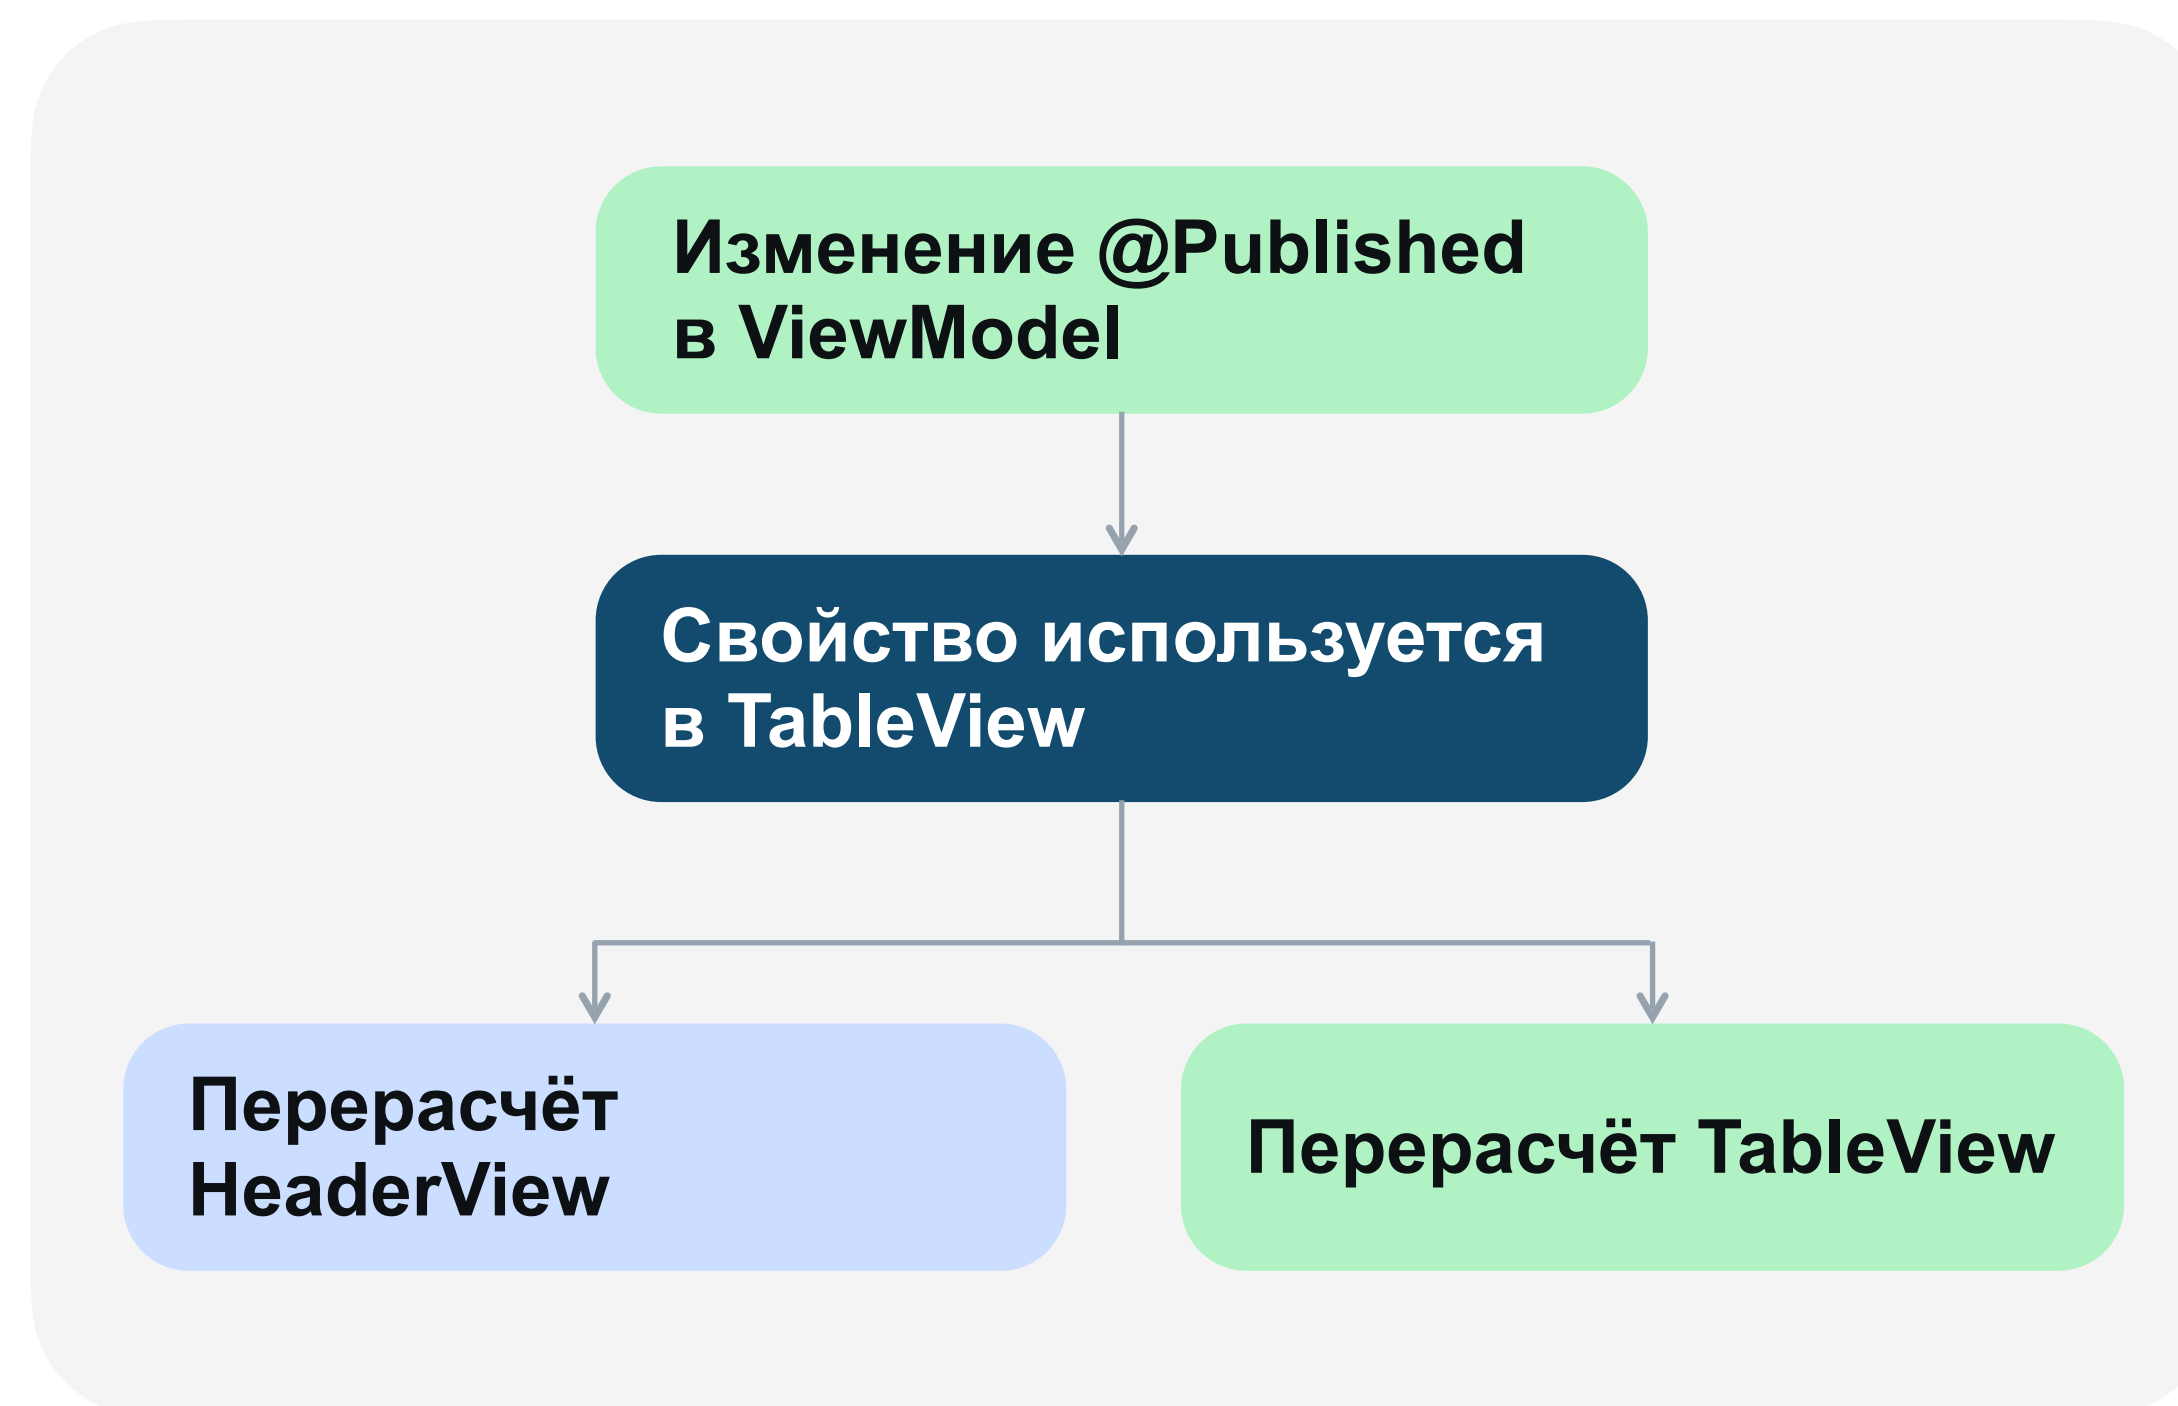 Изменение @Published
в ViewModel
Свойство используется
в TableView
Перерасчёт
HeaderView
Перерасчёт TableView